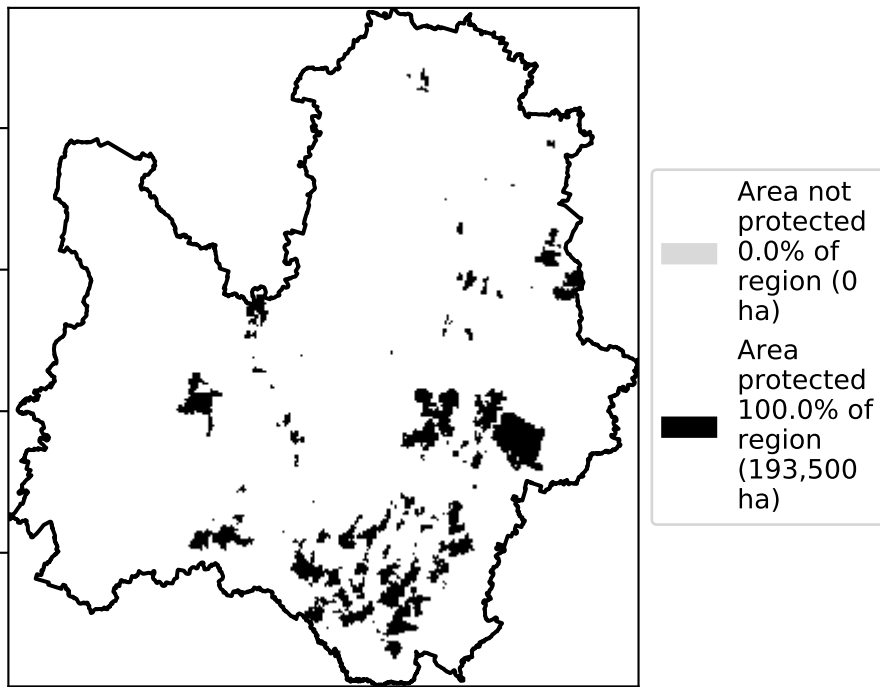 Area not
protected
0.0% of
region (0
ha)
Area
protected
100.0% of
region
(193,500
ha)